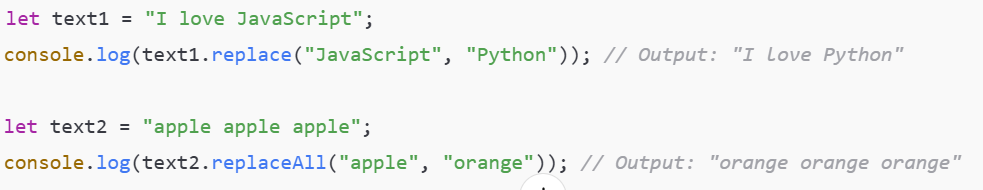 let text1 = "I love JavaScript";
console.log(text1.replace("JavaScript", "Python")); // Output: "I love Python"
let text2 = "apple apple apple";
console.log(text2.replaceAll("apple", "orange")); // Output: "orange orange orange"